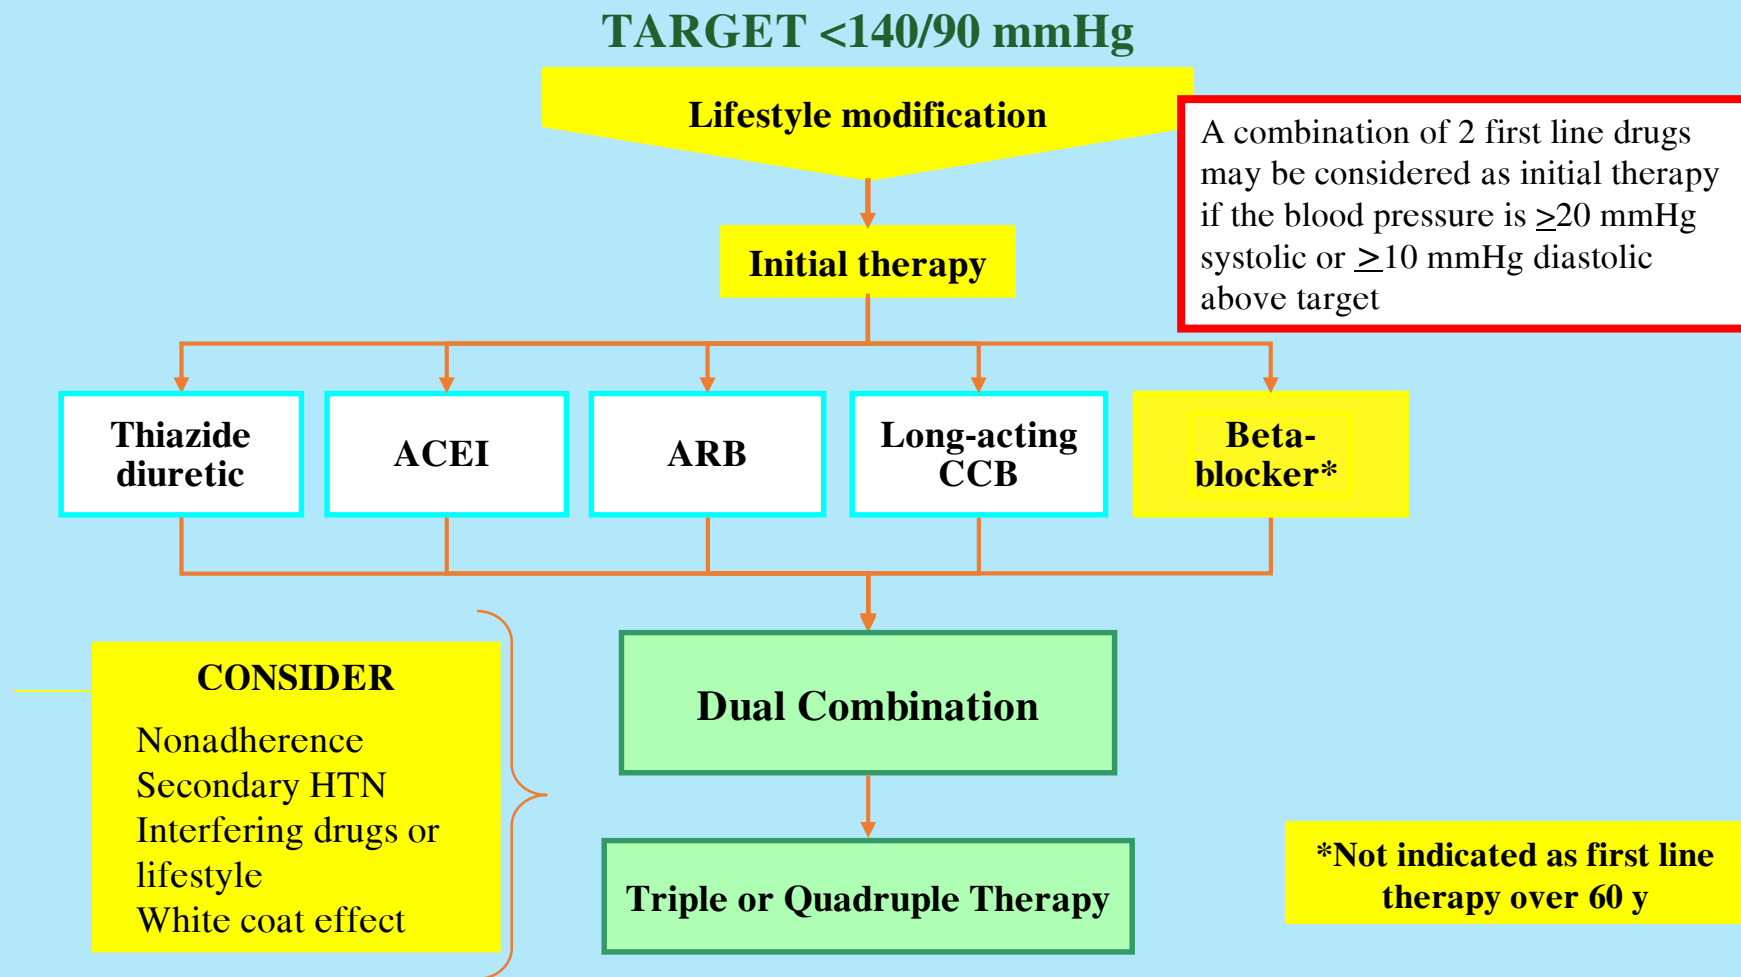 TARGET <140/90 mmHg
Lifestyle modification
A combination of 2 first line drugs
may be considered as initial therapy
if the blood pressure is ≥20 mmHg
systolic or ≥10 mmHg diastolic
above target
Initial therapy
Thiazide
diuretic
ACEI
ARB
Long-acting
CCB
Beta-
blocker*
CONSIDER
Nonadherence
Secondary HTN
Interfering drugs or
lifestyle
White coat effect
Dual Combination
Triple or Quadruple Therapy
*Not indicated as first line
therapy over 60 y